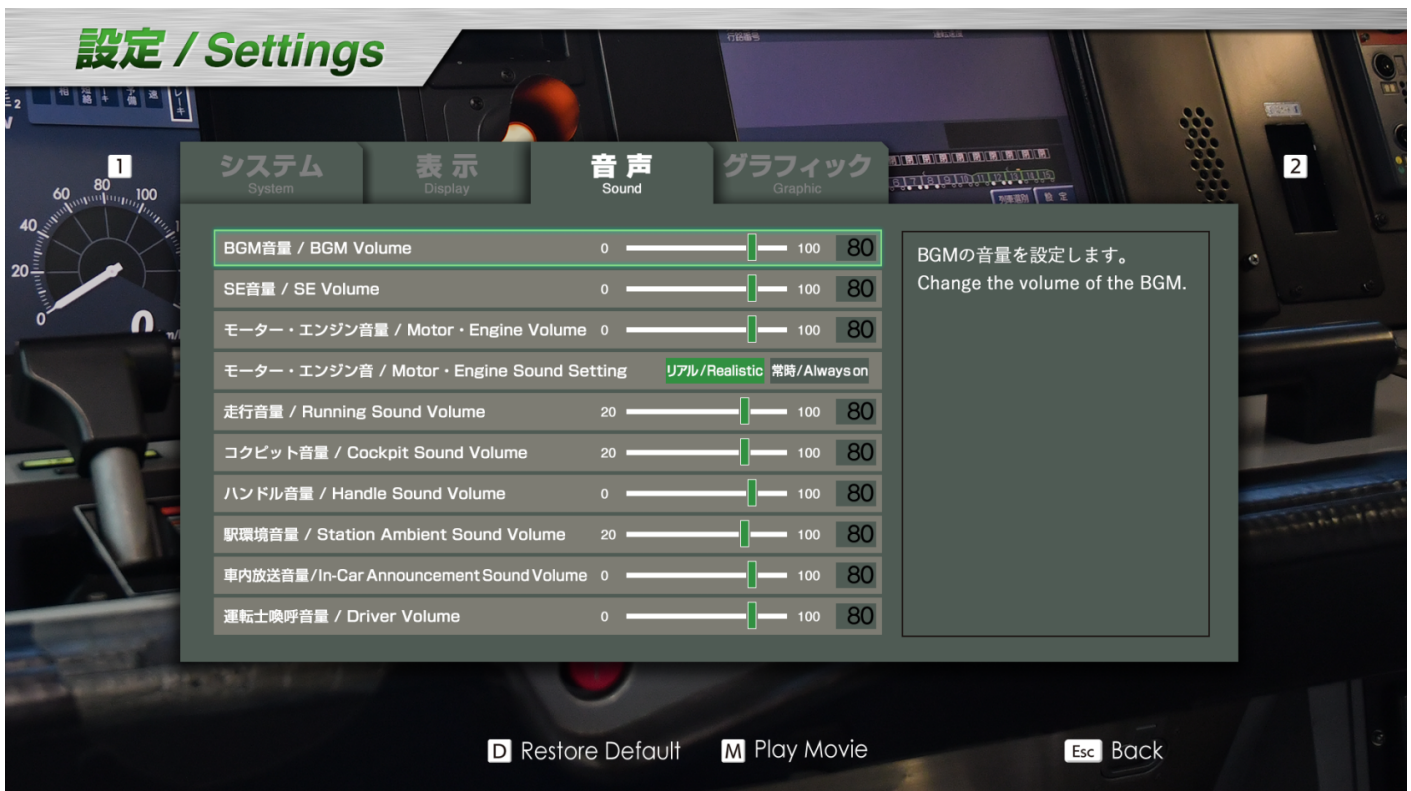 設定 / Settings
1
システム
System
表示
Display
音声
Sound
グラフィック
Graphic
2
20
40
60
80
100
0
0
BGM音量 / BGM Volume 0 100 80
SE音量 / SE Volume 0 100 80
モーター・エンジン音量 / Motor・Engine Volume 0 100 80
モーター・エンジン音 / Motor・Engine Sound Setting リアル/Realistic 常時/Always on
走行音量 / Running Sound Volume 20 100 80
コクピット音量 / Cockpit Sound Volume 20 100 80
ハンドル音量 / Handle Sound Volume 0 100 80
駅環境音量 / Station Ambient Sound Volume 20 100 80
車内放送音量/In-Car Announcement Sound Volume 0 100 80
運転士喚呼音量 / Driver Volume 0 100 80
BGMの音量を設定します。
Change the volume of the BGM.
D Restore Default
M Play Movie
Esc Back